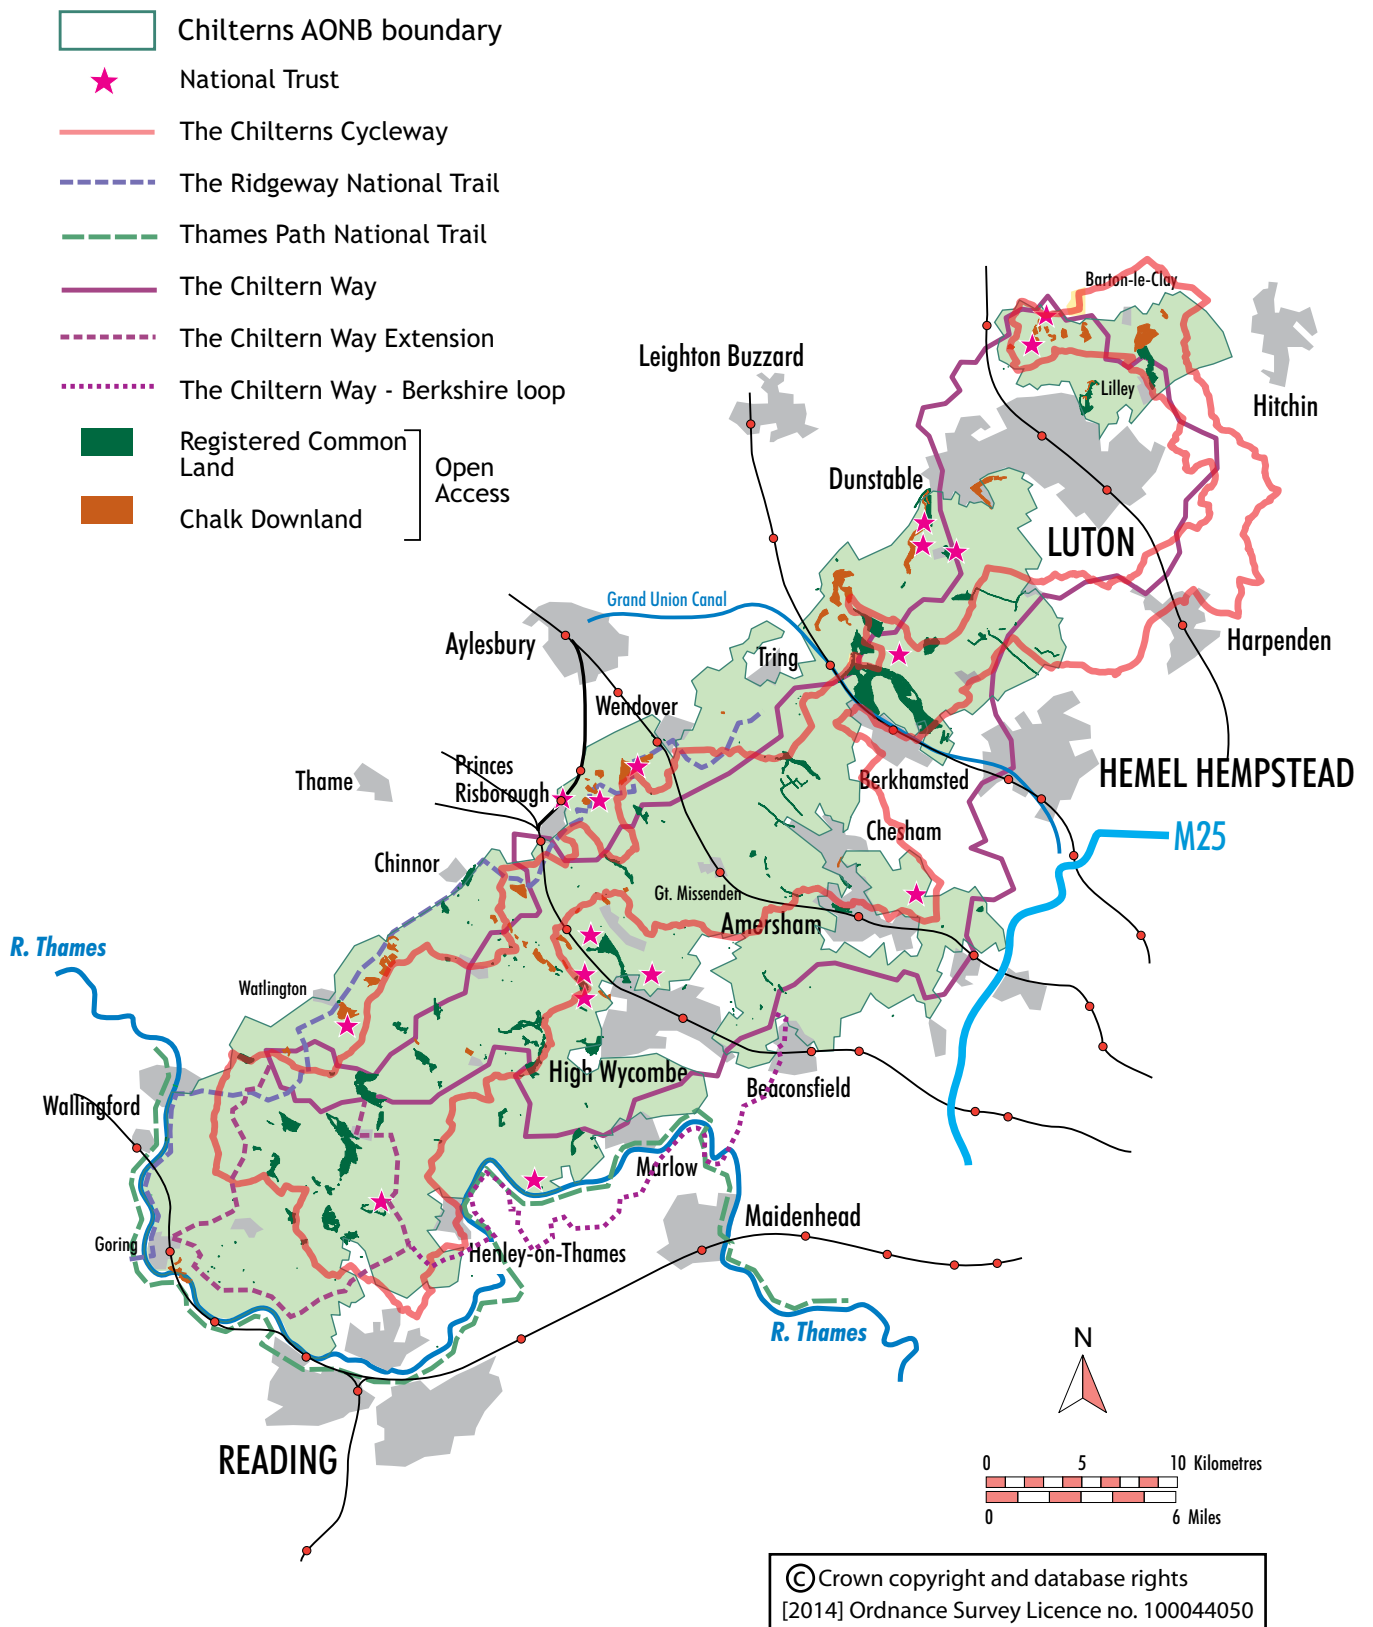 Chilterns AONB boundary
National Trust
The Chilterns Cycleway
The Ridgeway National Trail
Thames Path National Trail
The Chiltern Way
The Chiltern Way Extension
The Chiltern Way - Berkshire loop
Registered Common
Land
Open
Access
Chalk Downland
Barton-le-Clay
Leighton Buzzard
Lilley
Hitchin
Dunstable
LUTON
Grand Union Canal
Aylesbury
Harpenden
Tring
Wendover
Princes
Risborough
Thame
Berkhamsted
HEMEL HEMPSTEAD
Chesham
M25
Chinnor
Gt. Missenden
Amersham
R. Thames
Watlington
High Wycombe
Beaconsfield
Wallingford
Marlow
Maidenhead
Goring
Henley-on-Thames
R. Thames
N
READING
0 5 10 Kilometres
0 6 Miles
© Crown copyright and database rights
[2014] Ordnance Survey Licence no. 100044050